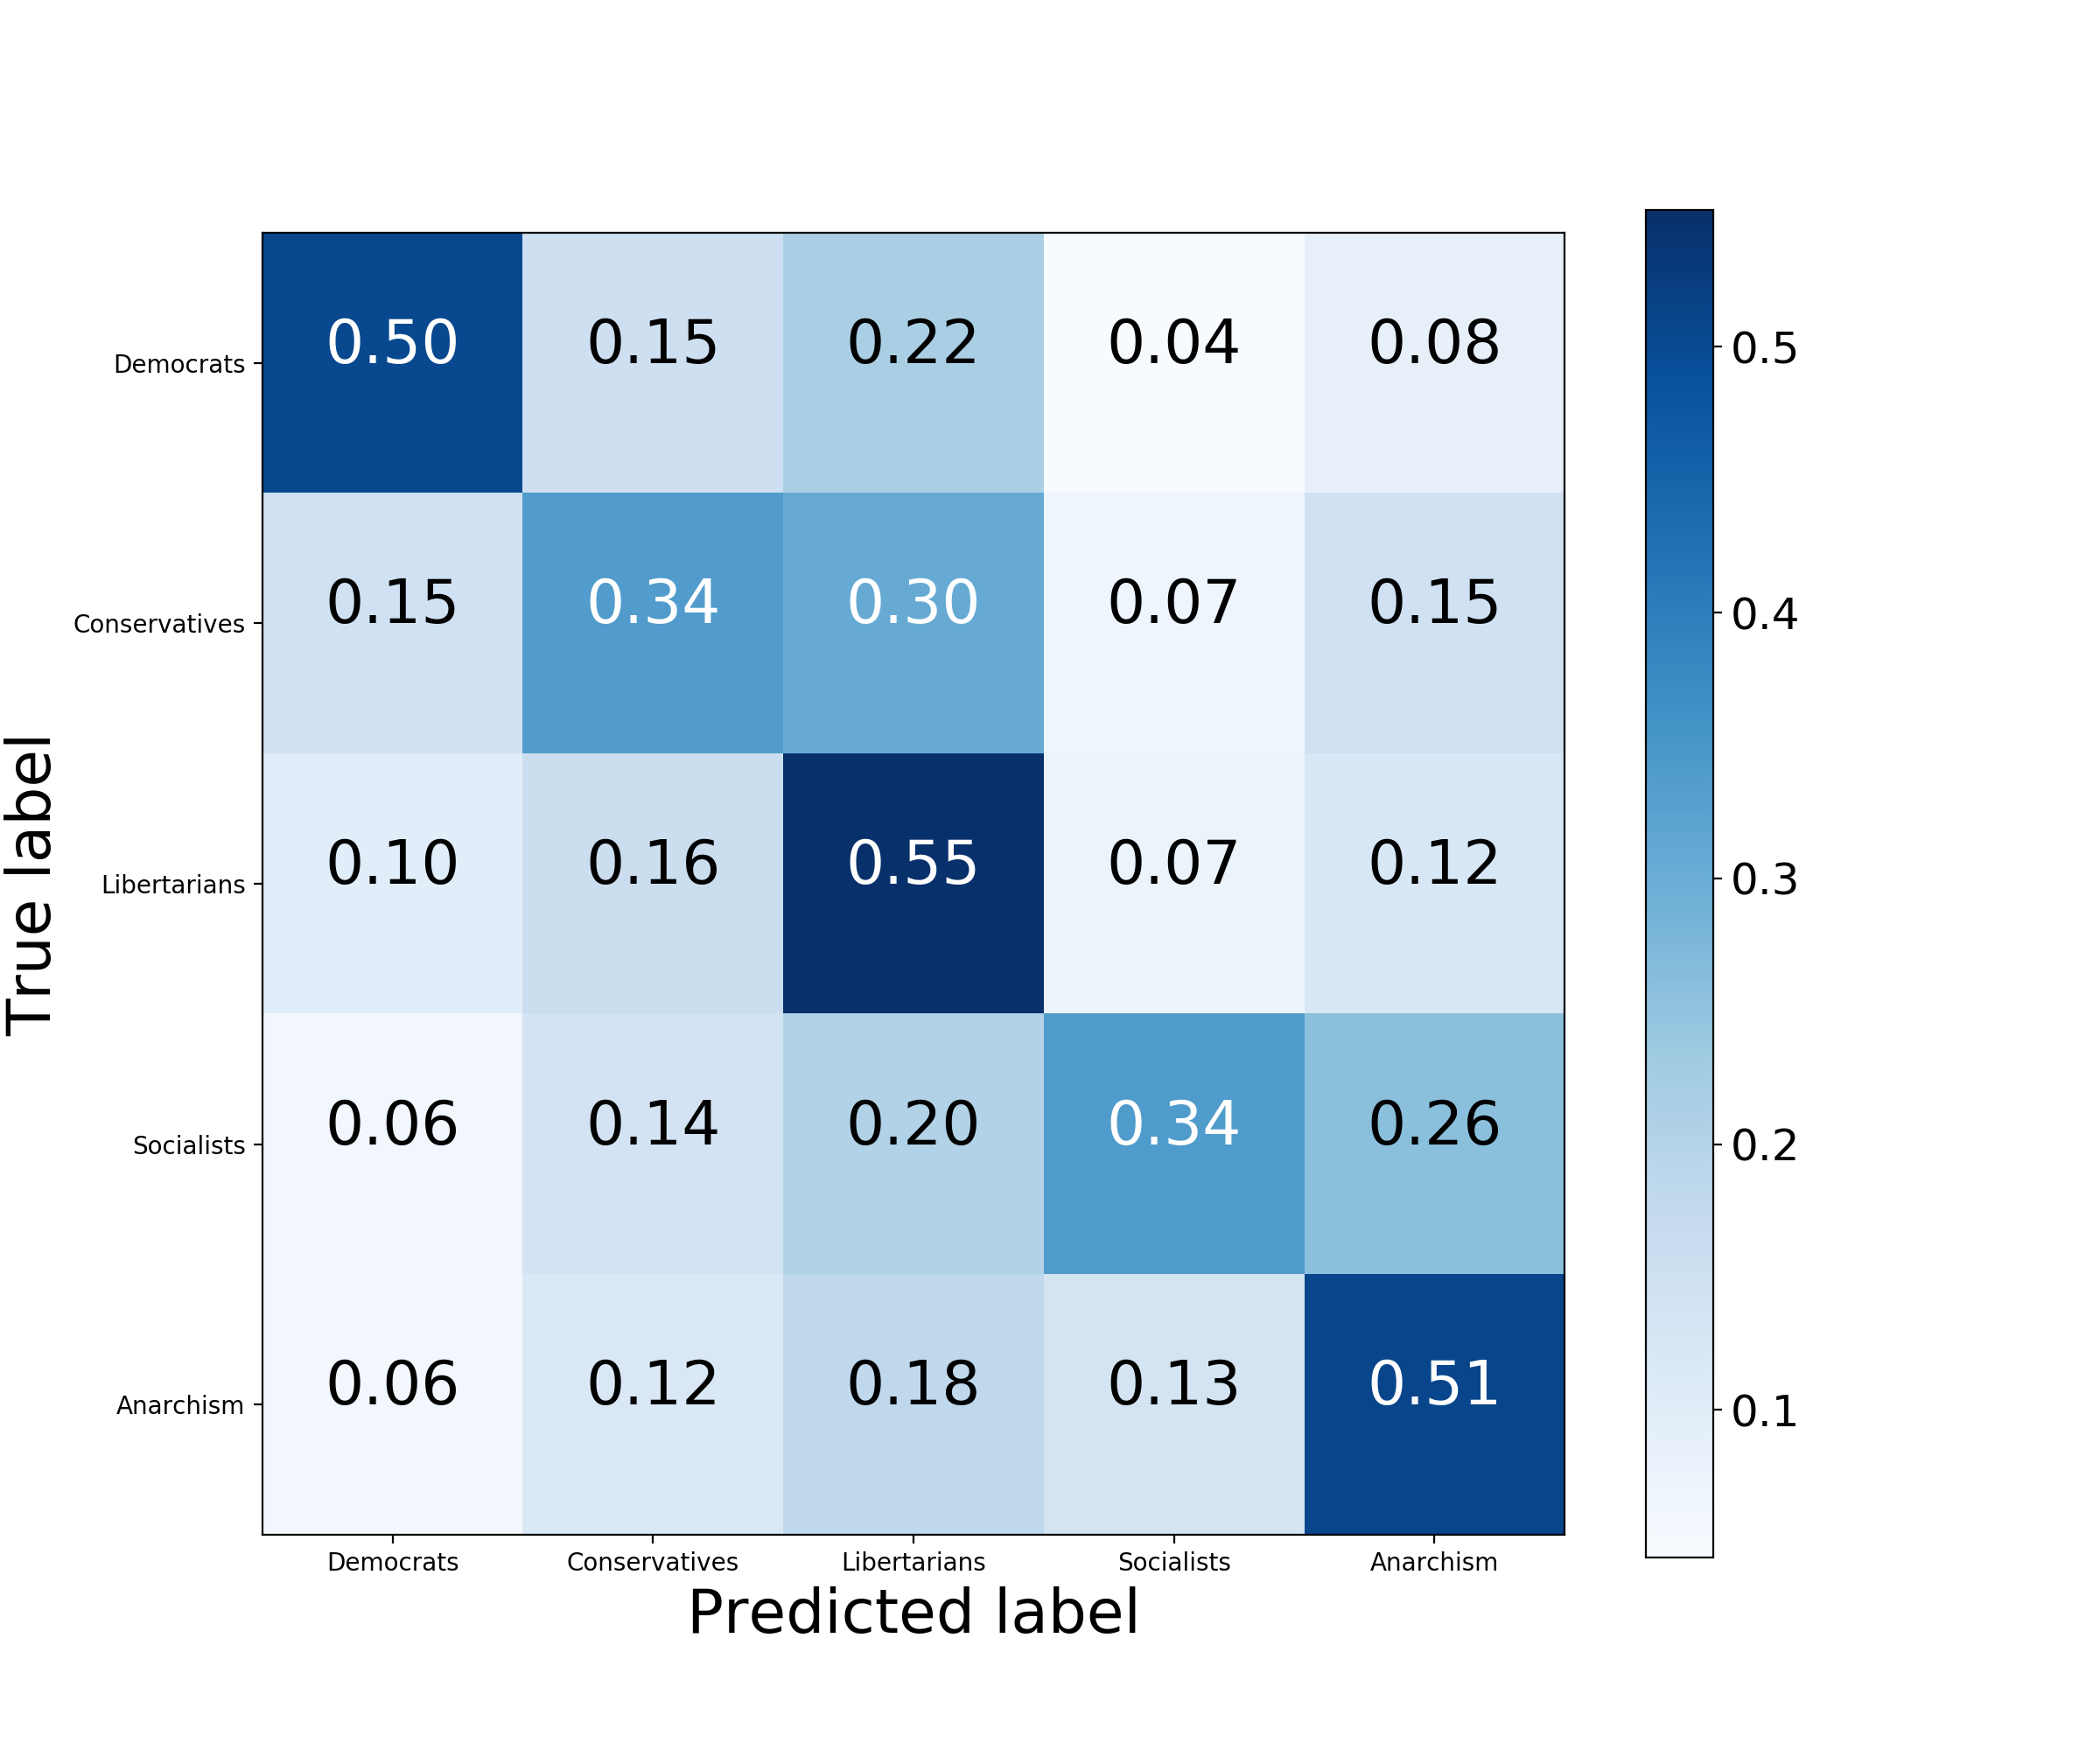 Democrats 0.50 0.15 0.22 0.04 0.08
Conservatives 0.15 0.34 0.30 0.07 0.15
Libertarians 0.10 0.16 0.55 0.07 0.12
Socialists 0.06 0.14 0.20 0.34 0.26
Anarchism 0.06 0.12 0.18 0.13 0.51
Democrats Conservatives Libertarians Socialists Anarchism
Predicted label
True label
0.5
0.4
0.3
0.2
0.1